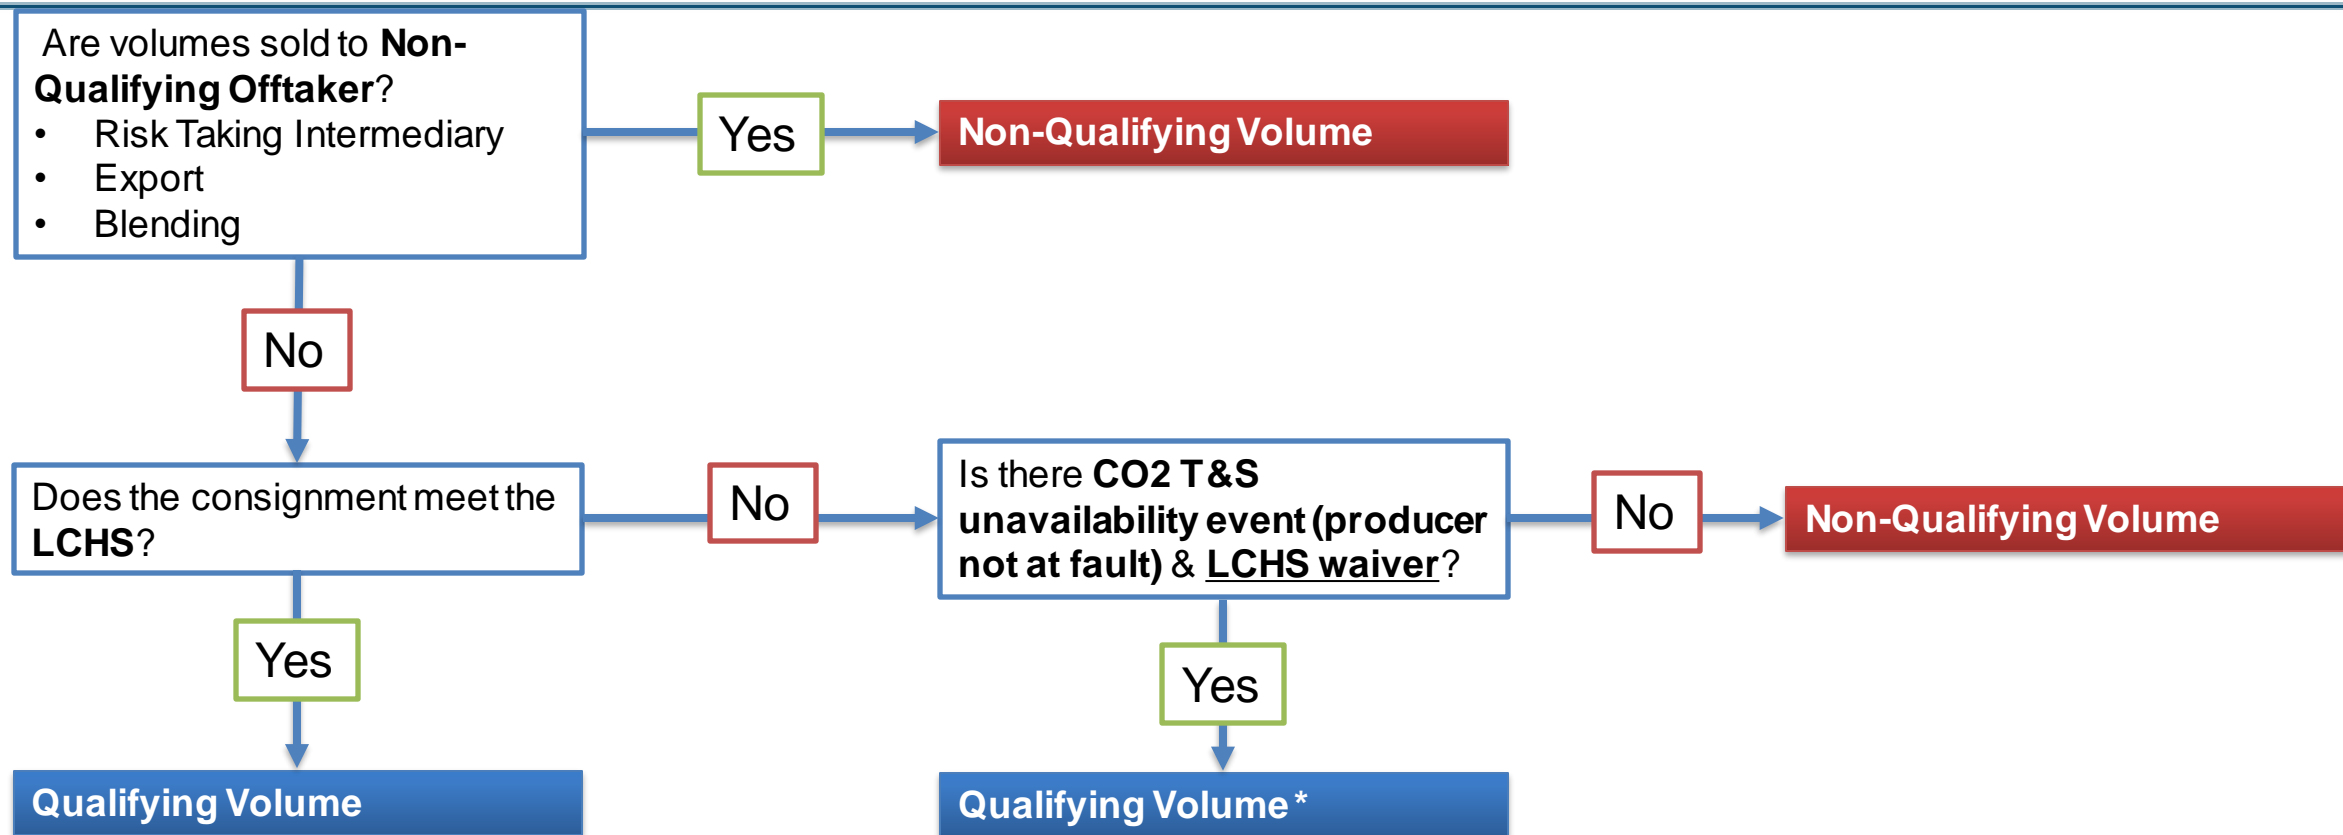 Are volumes sold to Non-
Qualifying Offtaker?
• Risk Taking Intermediary
• Export
• Blending
Yes
Non-Qualifying Volume
No
Does the consignment meet the
LCHS?
No
Is there CO2 T&S
unavailability event (producer
not at fault) & LCHS waiver?
No
Non-Qualifying Volume
Yes
Yes
Qualifying Volume
Qualifying Volume*